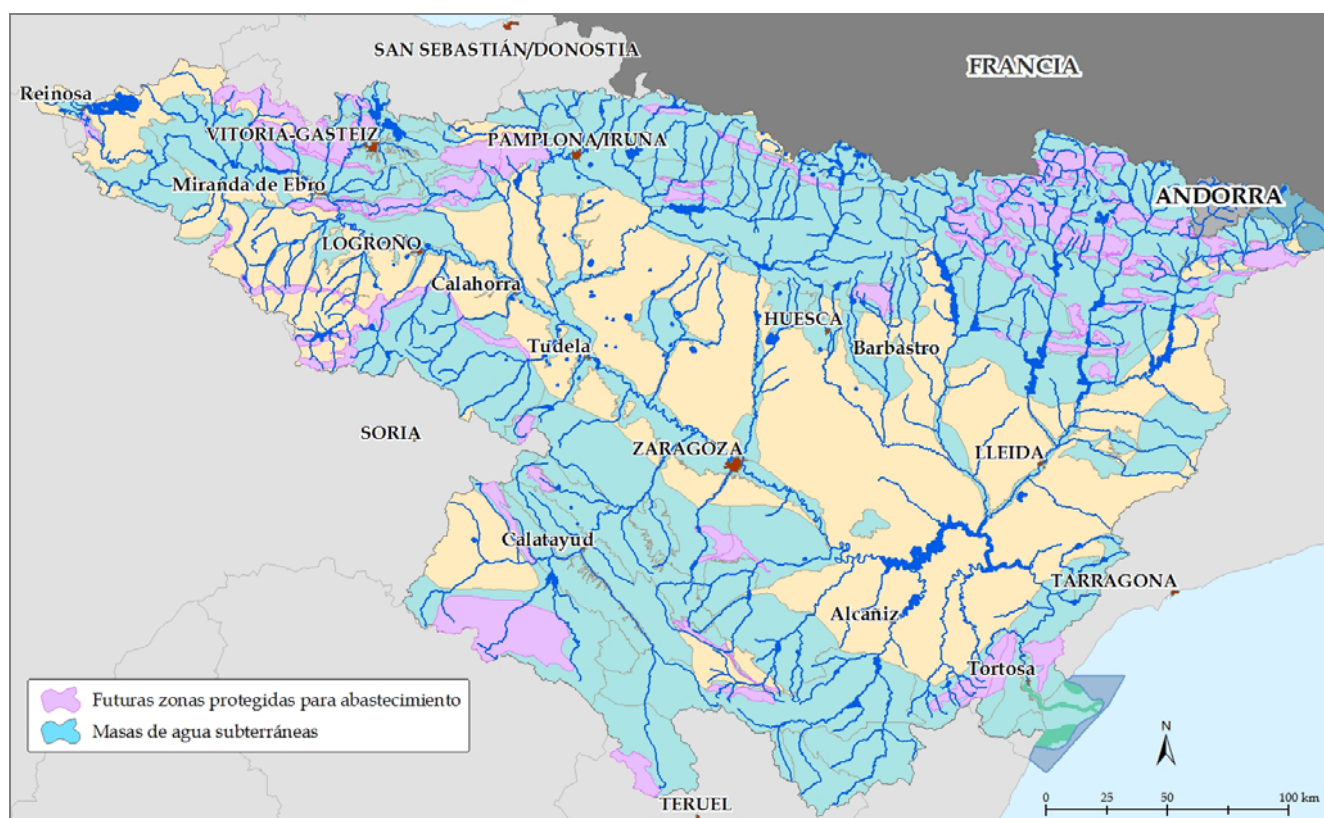 SAN SEBASTIÁN/DONOSTIA
FRANCIA
Reinosa
VITORIA-GASTEIZ
PAMPLONA/IRUÑA
Miranda de Ebro
ANDORRA
LOGROÑO
Calahorra
HUESCA
Barbastro
Tudela
SORIA
ZARAGOZA
LLEIDA
Calatayud
TARRAGONA
Alcañiz
Tortosa
Futuras zonas protegidas para abastecimiento
Masas de agua subterráneas
N
TERUEL
0 25 50 100 km